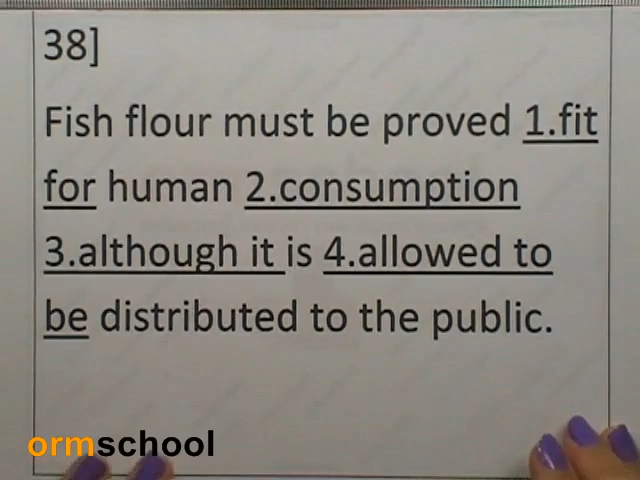 38]
Fish flour must be proved 1.fit
for human 2.consumption
3.although it is 4.allowed to
be distributed to the public.
ormschool